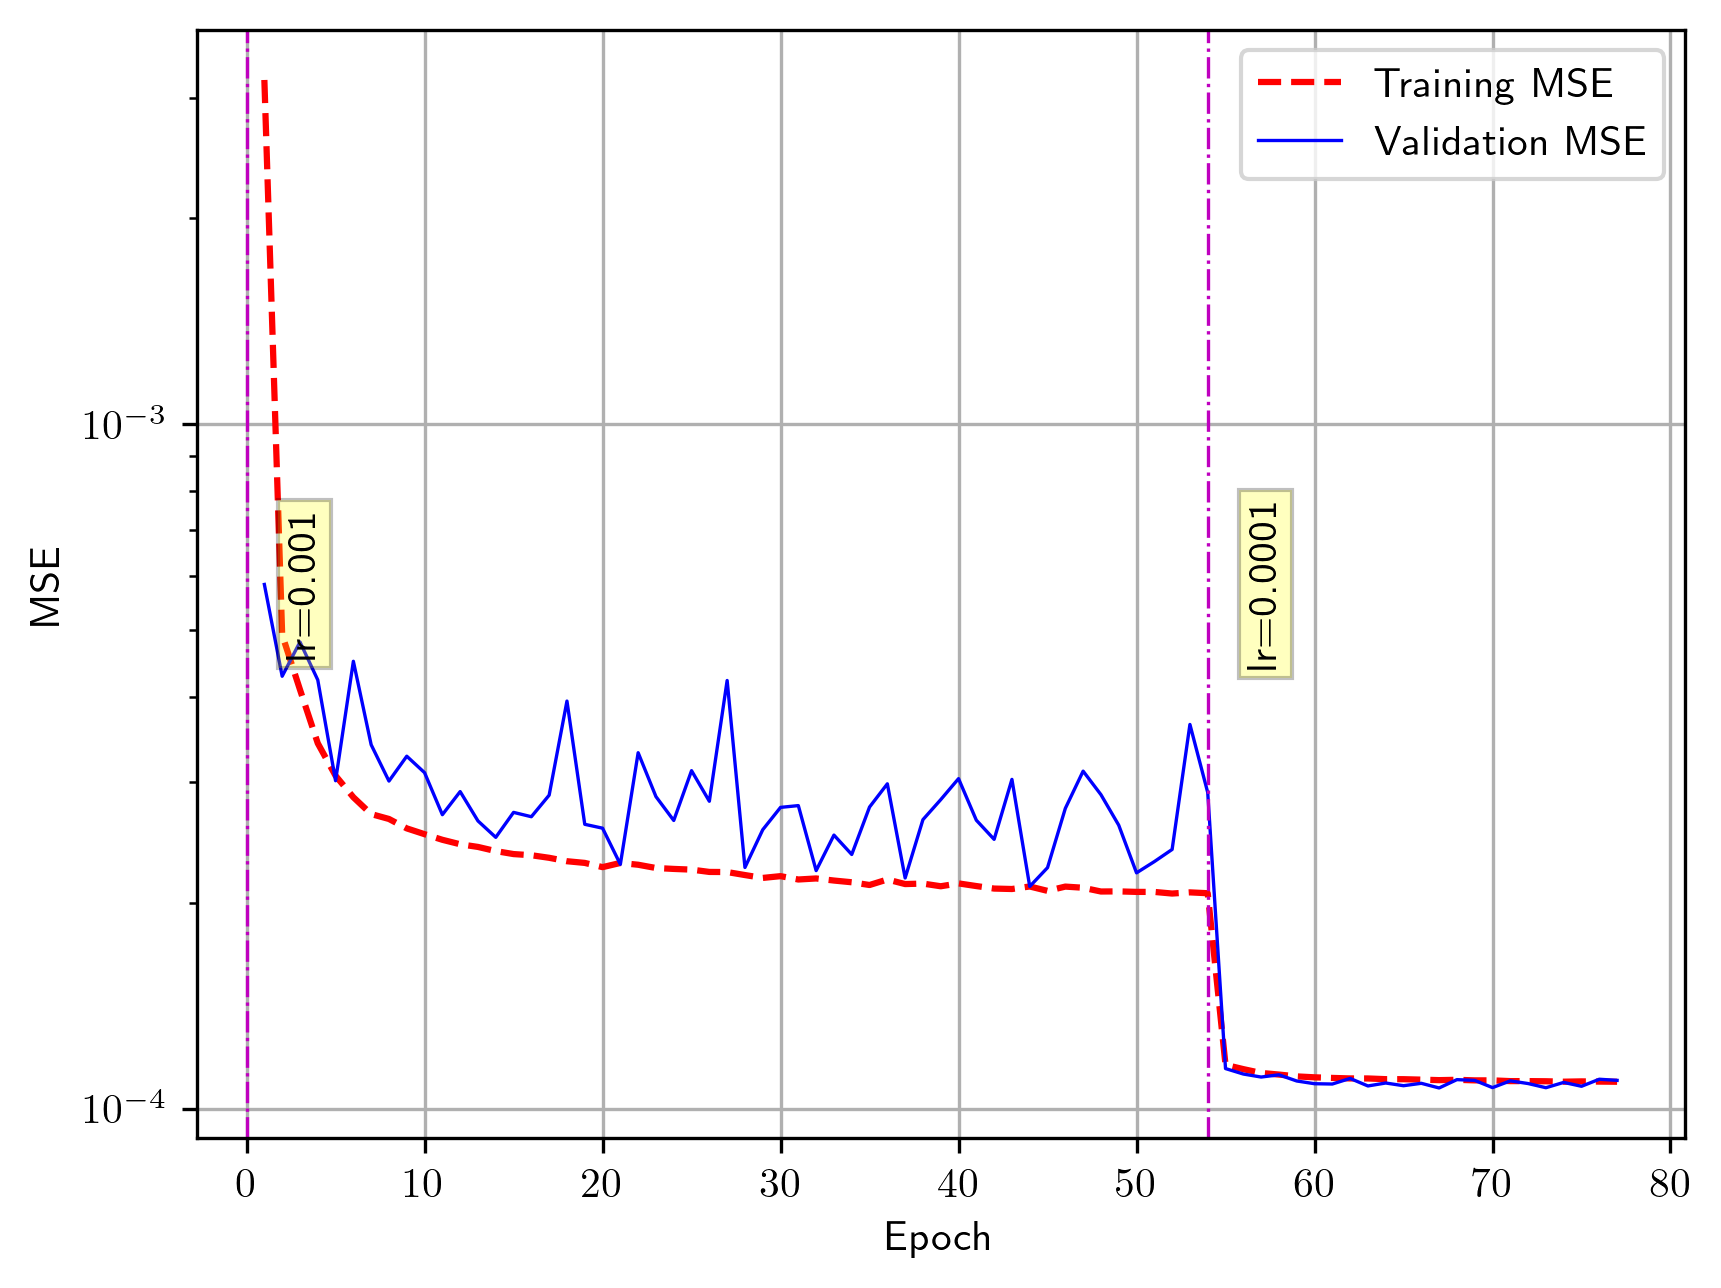 Training MSE
Validation MSE
10⁻³
10⁻⁴
MSE
lr=0.001
lr=0.0001
0 10 20 30 40 50 60 70 80
Epoch